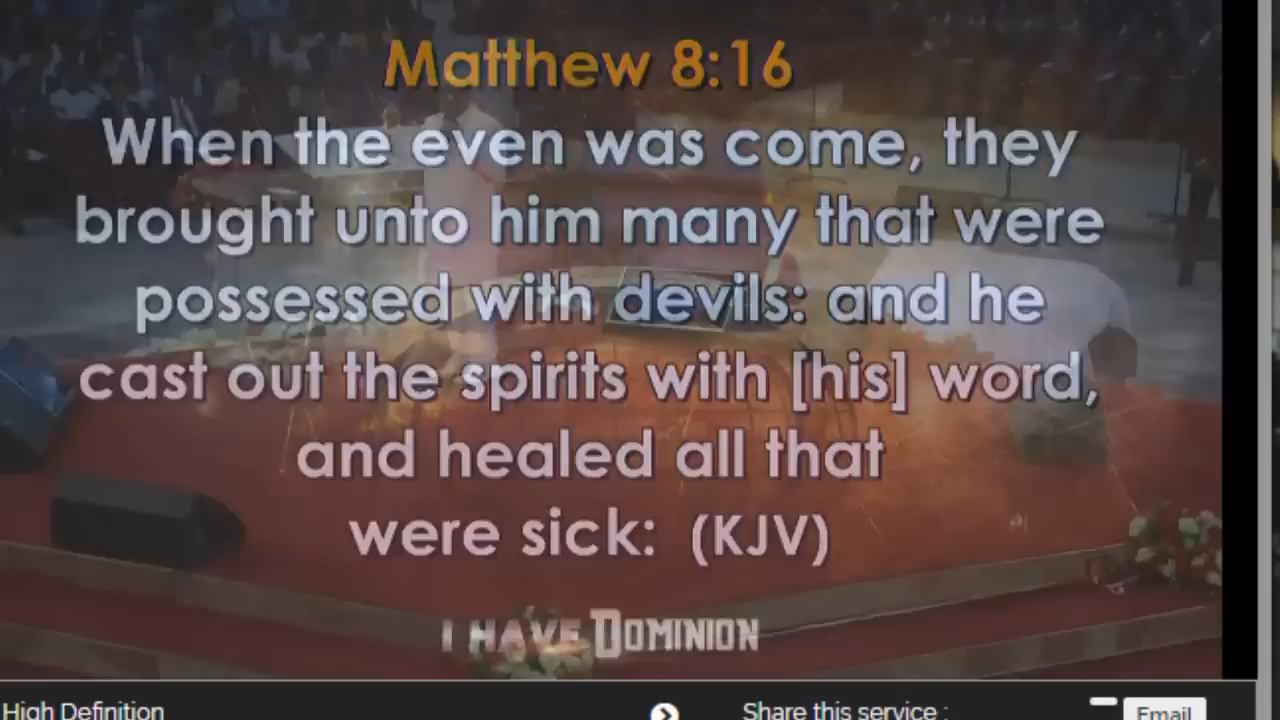 Matthew 8:16
When the even was come, they
brought unto him many that were
possessed with devils: and he
cast out the spirits with [his] word,
and healed all that
were sick: (KJV)
I HAVE DOMINION
High Definition
Share this service :
Email